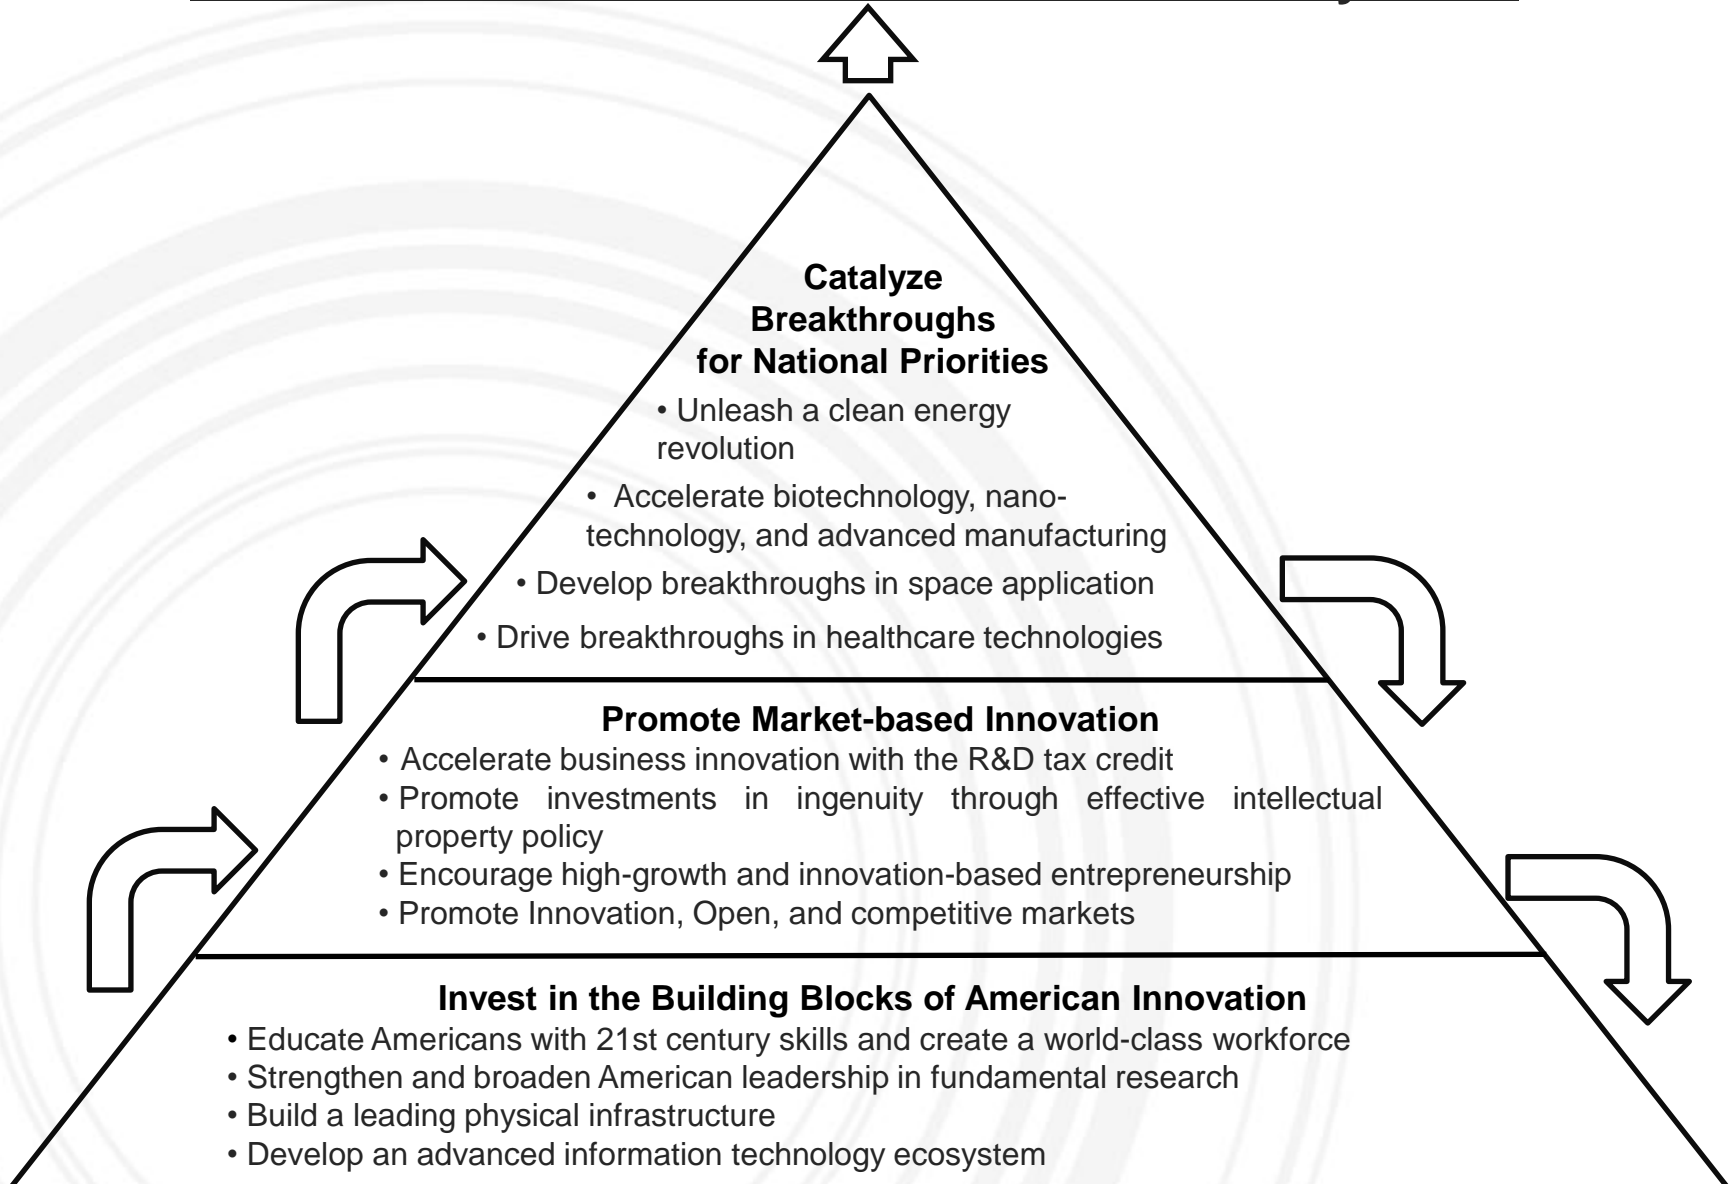 Catalyze
Breakthroughs
for National Priorities
• Unleash a clean energy
revolution
• Accelerate biotechnology, nano-
technology, and advanced manufacturing
• Develop breakthroughs in space application
• Drive breakthroughs in healthcare technologies
Promote Market-based Innovation
• Accelerate business innovation with the R&D tax credit
• Promote investments in ingenuity through effective intellectual
property policy
• Encourage high-growth and innovation-based entrepreneurship
• Promote Innovation, Open, and competitive markets
Invest in the Building Blocks of American Innovation
• Educate Americans with 21st century skills and create a world-class workforce
• Strengthen and broaden American leadership in fundamental research
• Build a leading physical infrastructure
• Develop an advanced information technology ecosystem